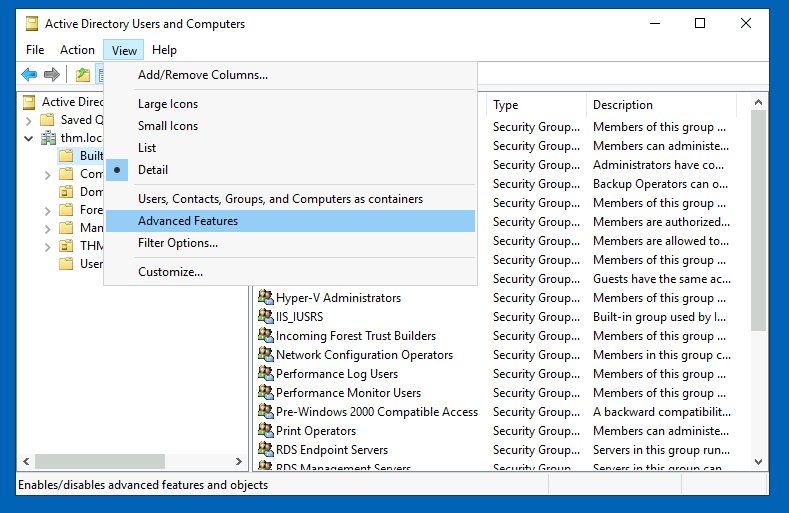 Active Directory Users and Computers
File Action View Help
Add/Remove Columns...
Large Icons
Small Icons
List
Detail
Users, Contacts, Groups, and Computers as containers
Advanced Features
Filter Options...
Customize...
Active Direc
Saved Q
thm.loc
Built
Com
Dom
Fore
Man
THM
User
Type Description
Security Group... Members of this group ...
Security Group... Members can administe...
Security Group... Administrators have co...
Security Group... Backup Operators can o...
Security Group... Members of this group ...
Security Group... Members are authorized...
Security Group... Members are allowed to...
Security Group... Members of this group ...
Security Group... Guests have the same ac...
Hyper-V Administrators Security Group... Members of this group ...
IIS_IUSRS Security Group... Built-in group used by I...
Incoming Forest Trust Builders Security Group... Members of this group ...
Network Configuration Operators Security Group... Members in this group c...
Performance Log Users Security Group... Members of this group ...
Performance Monitor Users Security Group... Members of this group ...
Pre-Windows 2000 Compatible Access Security Group... A backward compatibilit...
Print Operators Security Group... Members can administe...
RDS Endpoint Servers Security Group... Servers in this group run...
RDS Management Servers Security Group... Servers in this group can
Enables/disables advanced features and objects